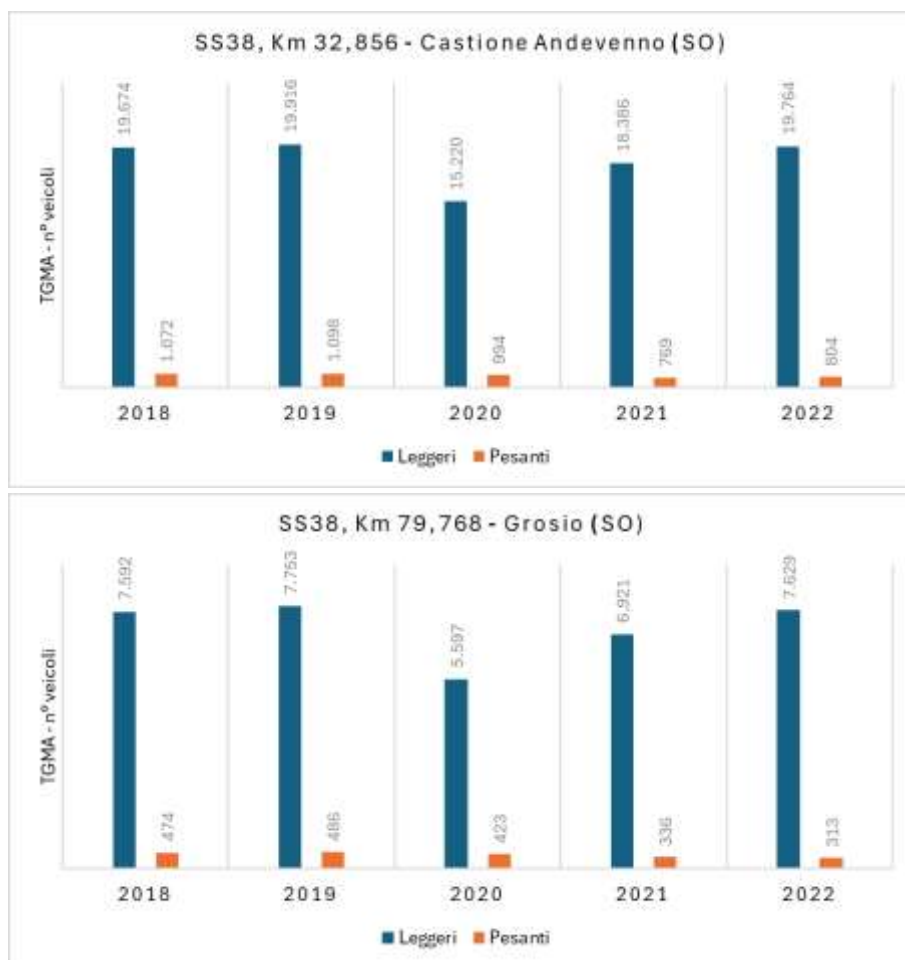 SS38, Km 32,856 - Castione Andevenno (SO)
TGMA - nº veicoli
19.674
1.072
19.916
1.098
15.220
994
18.386
769
19.764
804
2018 2019 2020 2021 2022
Leggeri Pesanti
SS38, Km 79,768 - Grosio (SO)
TGMA - nº veicoli
7.592
474
7.753
486
5.597
423
6.921
336
7.629
313
2018 2019 2020 2021 2022
Leggeri Pesanti